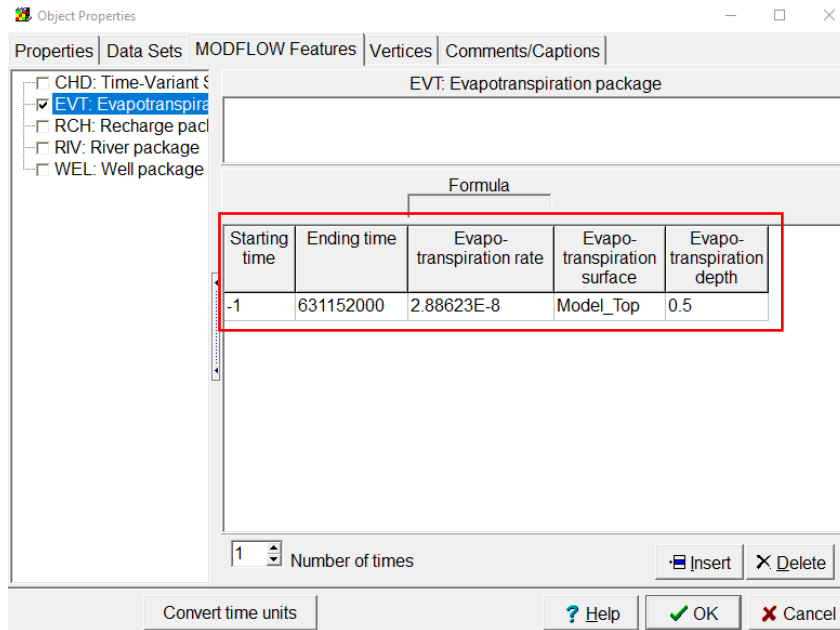 Object Properties
Properties Data Sets MODFLOW Features Vertices Comments/Captions
CHD: Time-Variant S
EVT: Evapotranspira
RCH: Recharge pack
RIV: River package
WEL: Well package
EVT: Evapotranspiration package
Formula
Starting time
Ending time
Evapo-transpiration rate
Evapo-transpiration surface
Evapo-transpiration depth
-1 631152000 2.88623E-8 Model_Top 0.5
1 Number of times
Insert Delete
Convert time units Help OK Cancel